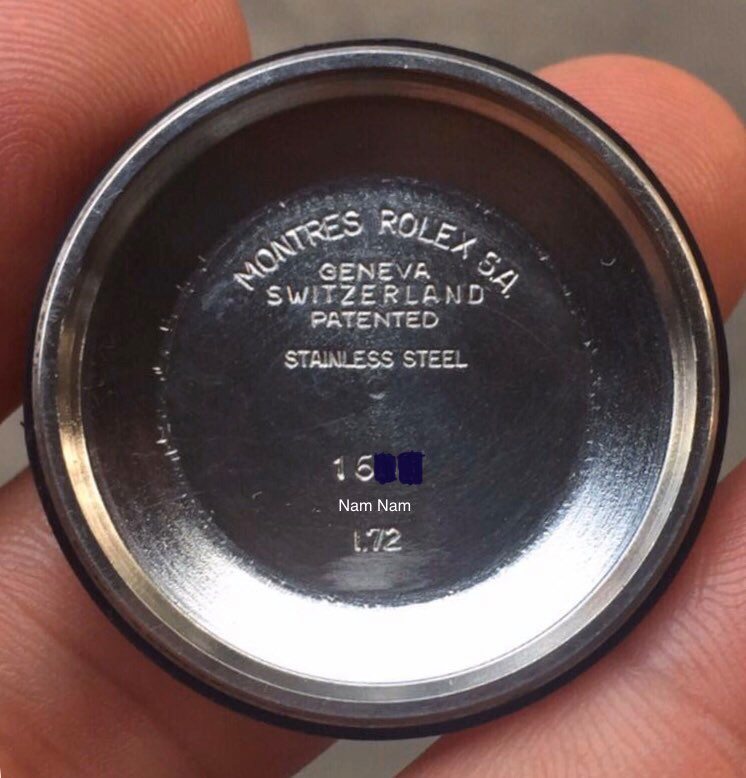 MONTRES ROLEX S.A.
GENEVA
SWITZERLAND
PATENTED
STAINLESS STEEL
16
Nam Nam
I.72